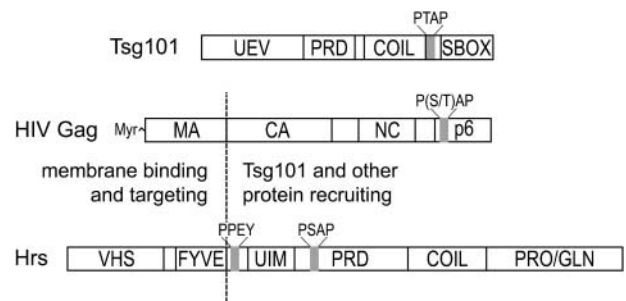 PTAP
Tsg101 UEV PRD COIL SBOX
P(S/T)AP
HIV Gag Myr~ MA CA NC p6
membrane binding Tsg101 and other
and targeting protein recruiting
PPEY PSAP
Hrs VHS FYVE UIM PRD COIL PRO/GLN